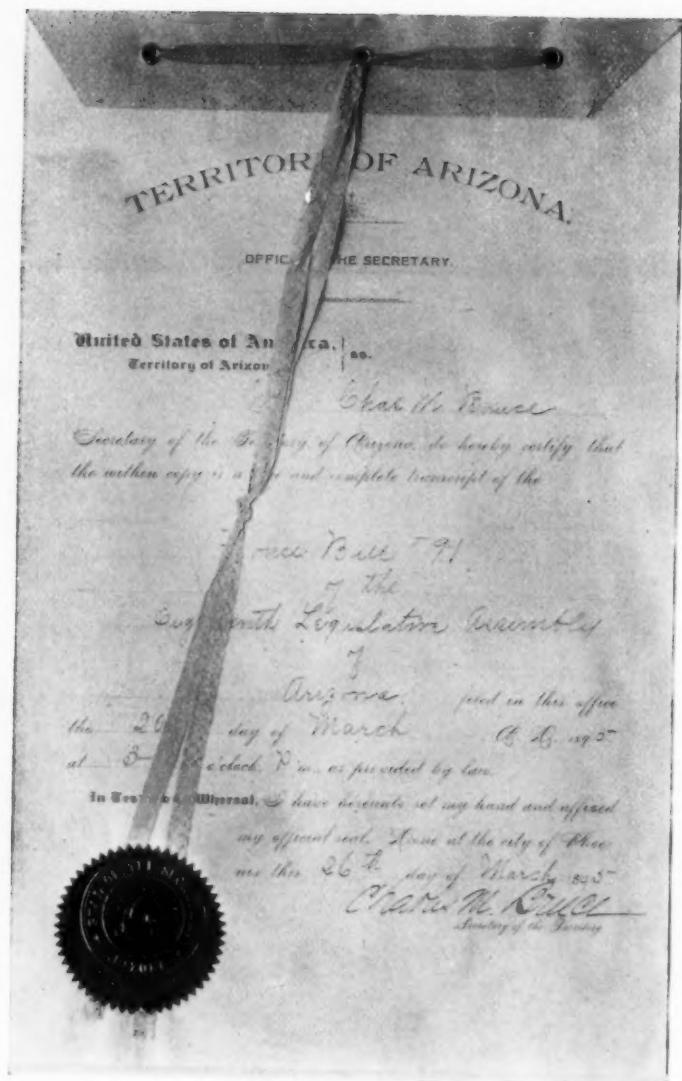 TERRITORY OF ARIZONA.
OFFICE THE SECRETARY.
United States of America, } ss.
Territory of Arizona
Chas M. Bruce
Secretary of the Territory of Arizona, do hereby certify that
the within copy is a true and complete transcript of the
House Bill #91
of the
Eighteenth Legislative Assembly
of
Arizona filed in this office
the 26 day of March A. D. 1895
at o'clock P m., as provided by law.
In Testimony Whereof, I have hereunto set my hand and affixed
my official seal. Done at the city of Phoe-
nix this 26th day of March 1895
Charles M. Bruce
Secretary of the Territory